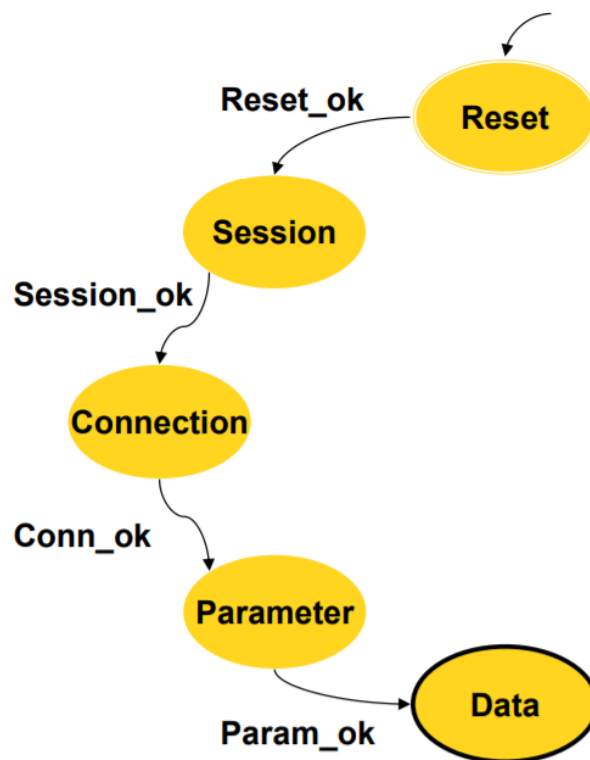 Reset_ok
Reset
Session
Session_ok
Connection
Conn_ok
Parameter
Data
Param_ok